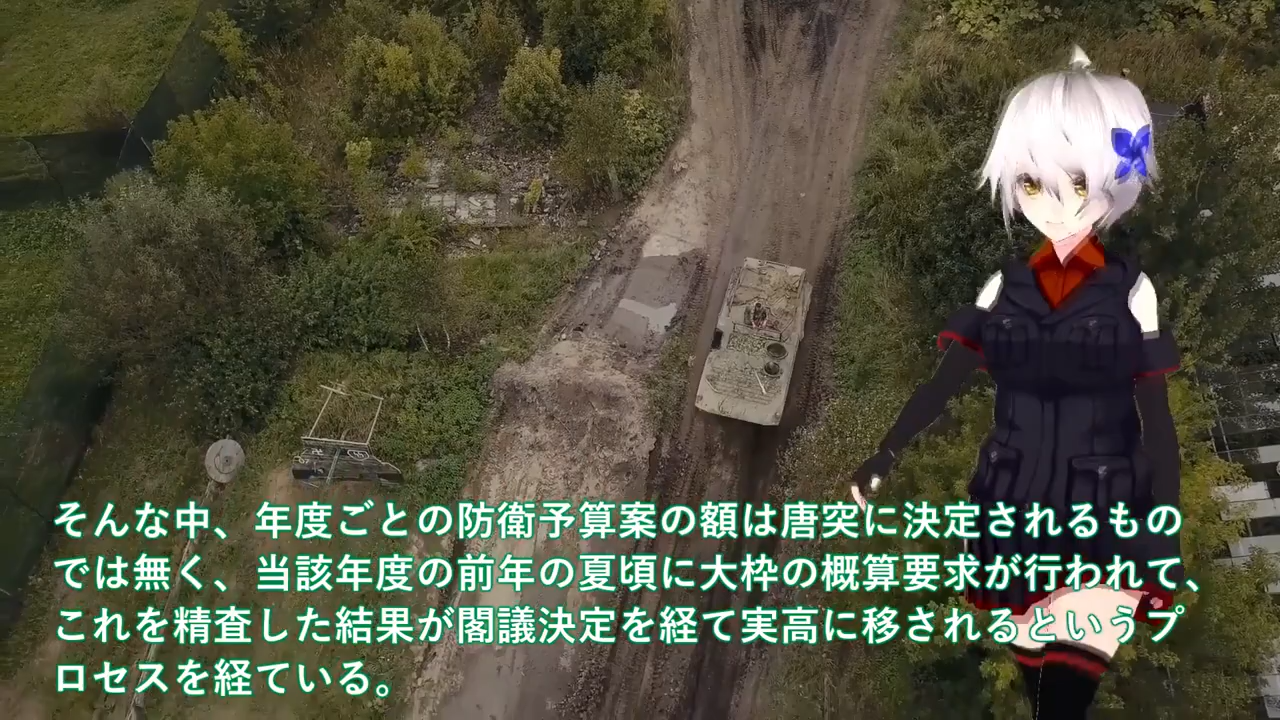 そんな中、年度ごとの防衛予算案の額は唐突に決定されるもの
では無く、当該年度の前年の夏頃に大枠の概算要求が行われて、
これを精査した結果が閣議決定を経て実高に移されるというプ
ロセスを経ている。